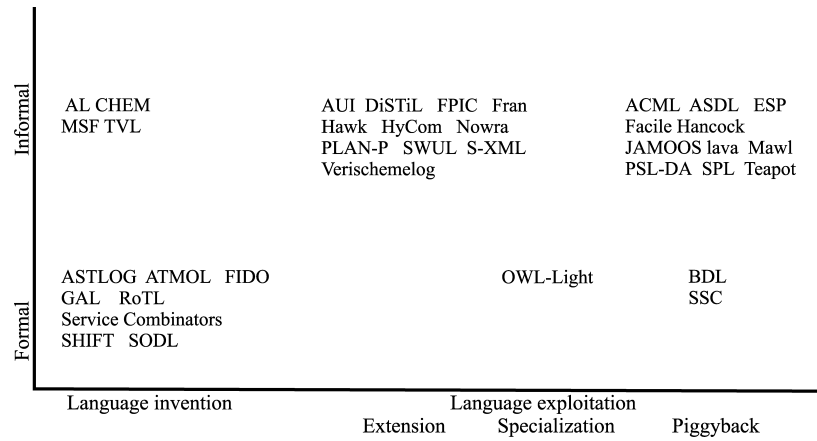 Informal
AL CHEM
MSF TVL
AUI DiSTiL FPIC Fran
Hawk HyCom Nowra
PLAN-P SWUL S-XML
Verischemelog
ACML ASDL ESP
Facile Hancock
JAMOOS lava Mawl
PSL-DA SPL Teapot
Formal
ASTLOG ATMOL FIDO
GAL RoTL
Service Combinators
SHIFT SODL
OWL-Light
BDL
SSC
Language invention
Language exploitation
Extension
Specialization
Piggyback